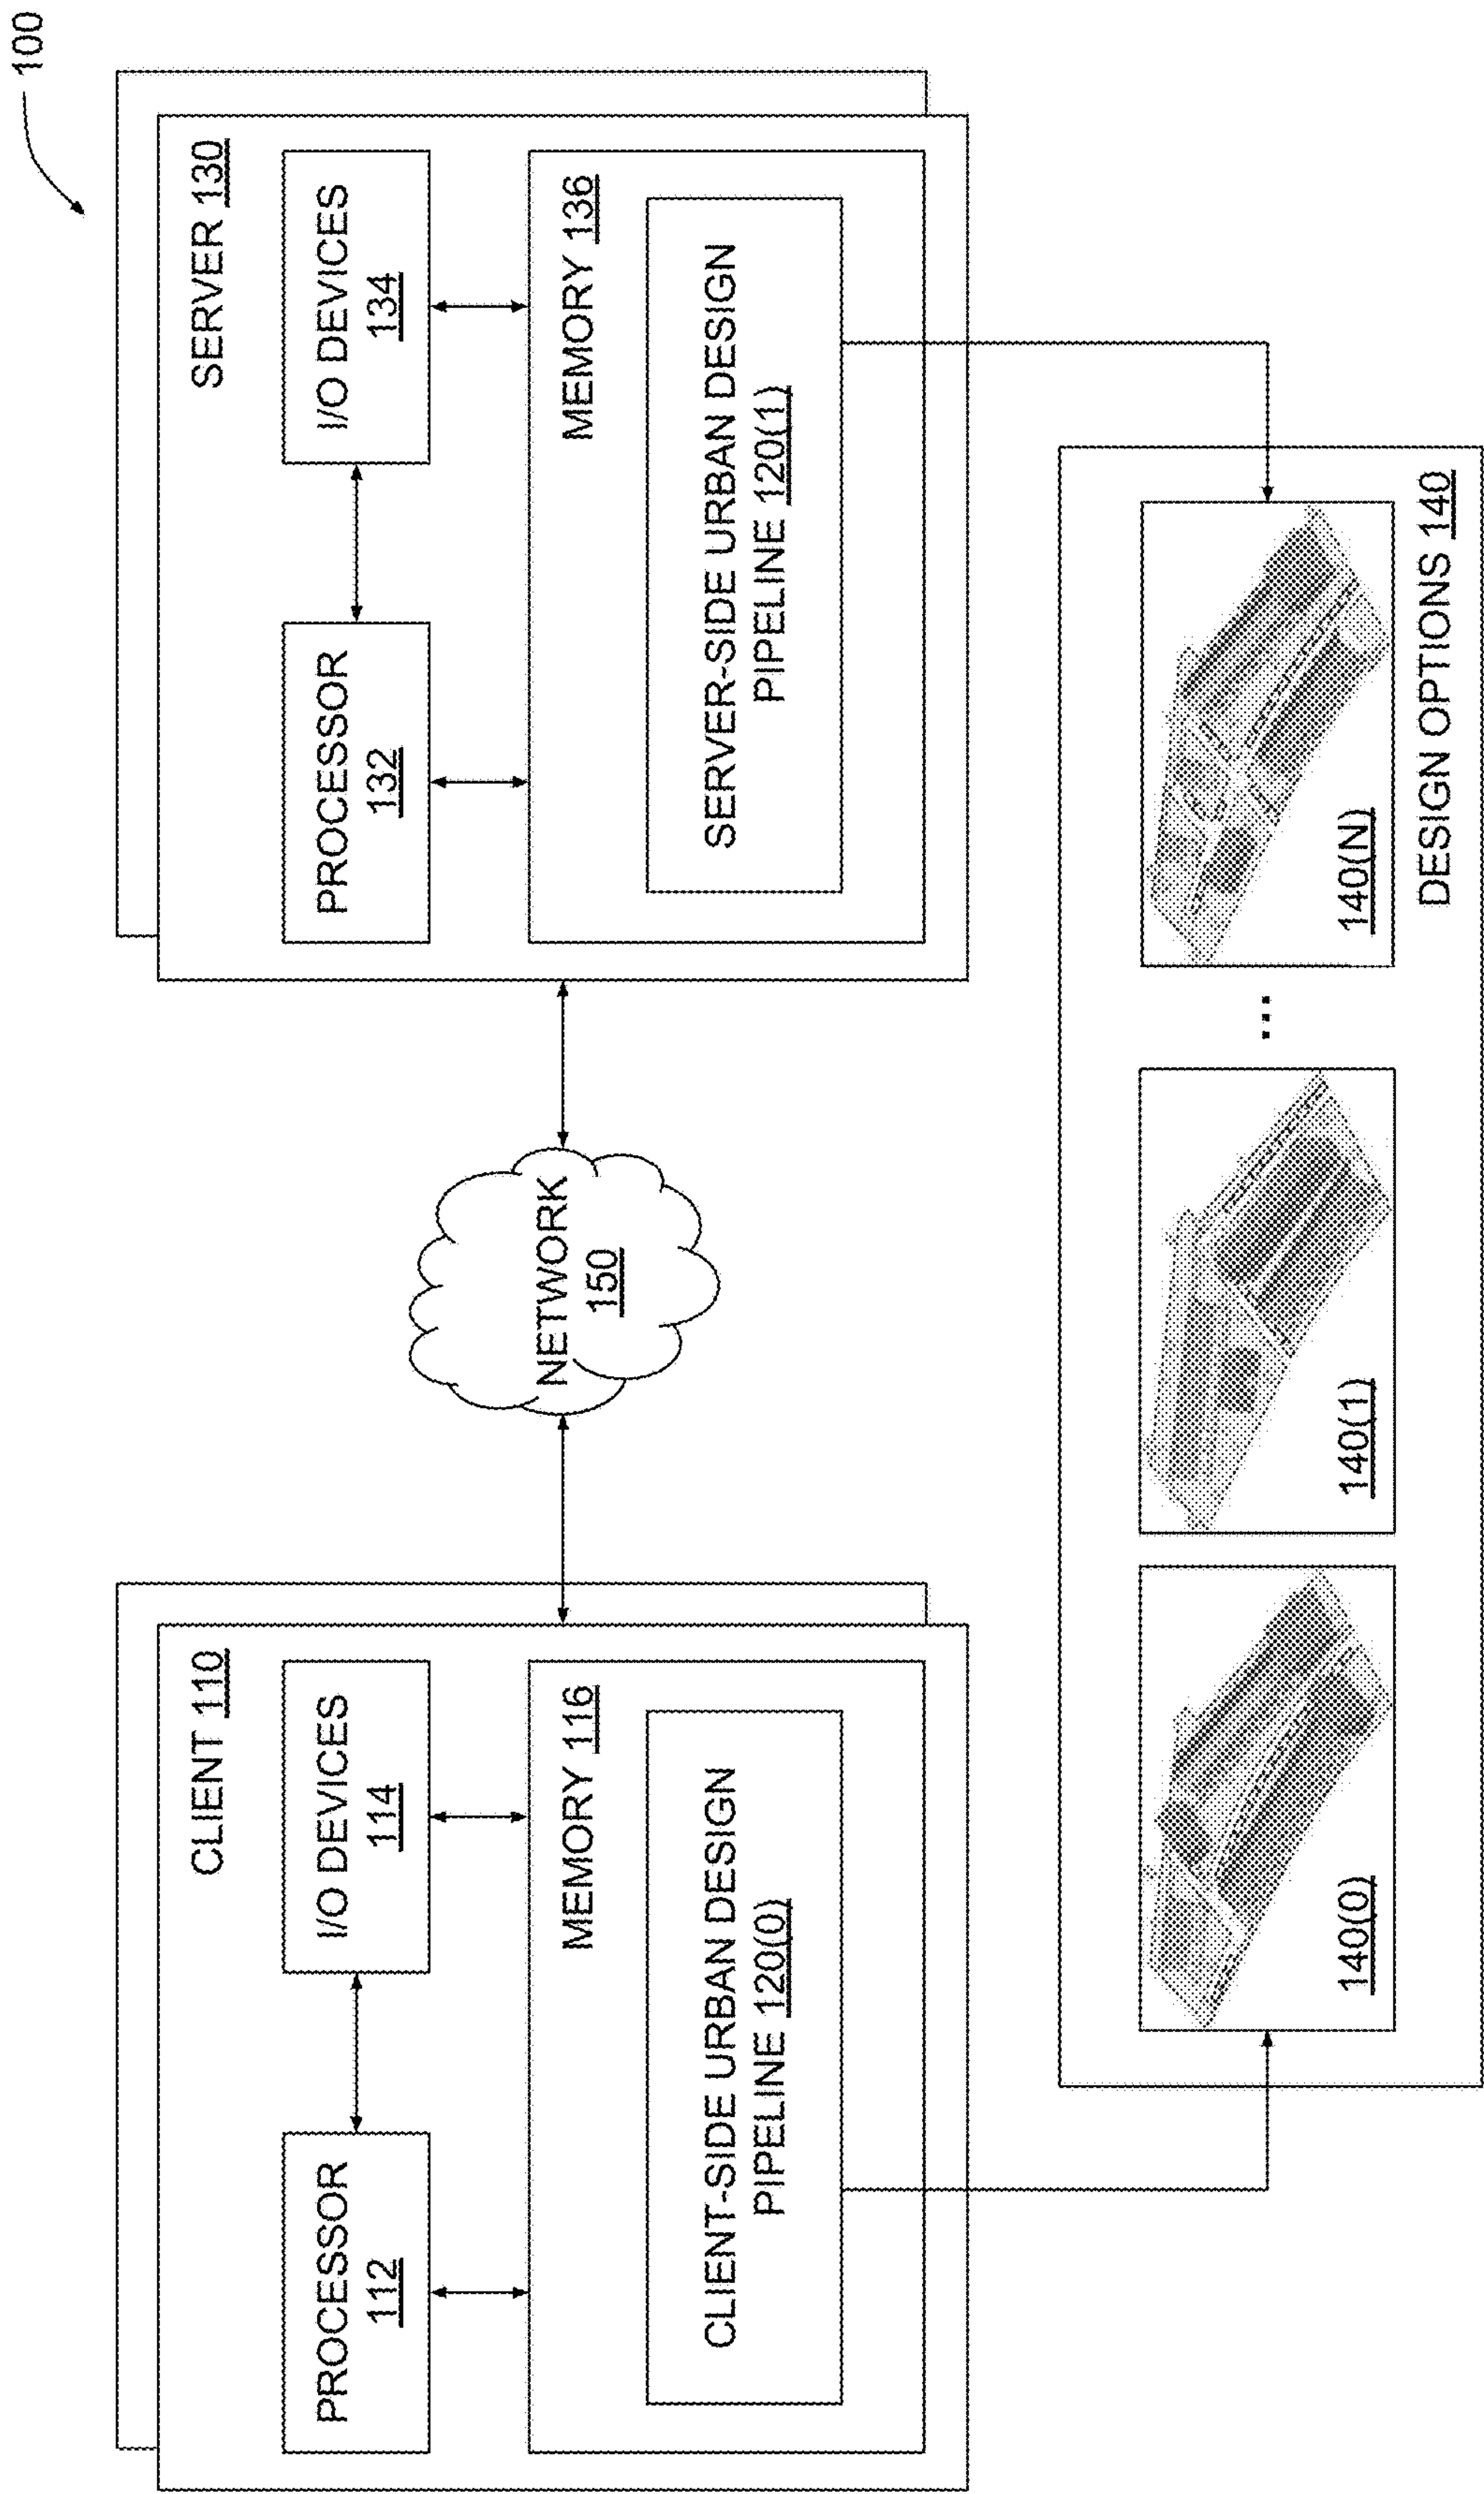 100
CLIENT 110
PROCESSOR
112
I/O DEVICES
114
MEMORY 116
CLIENT-SIDE URBAN DESIGN
PIPELINE 120(0)
NETWORK
150
SERVER 130
PROCESSOR
132
I/O DEVICES
134
MEMORY 136
SERVER-SIDE URBAN DESIGN
PIPELINE 120(1)
140(0)
140(1)
...
140(N)
DESIGN OPTIONS 140